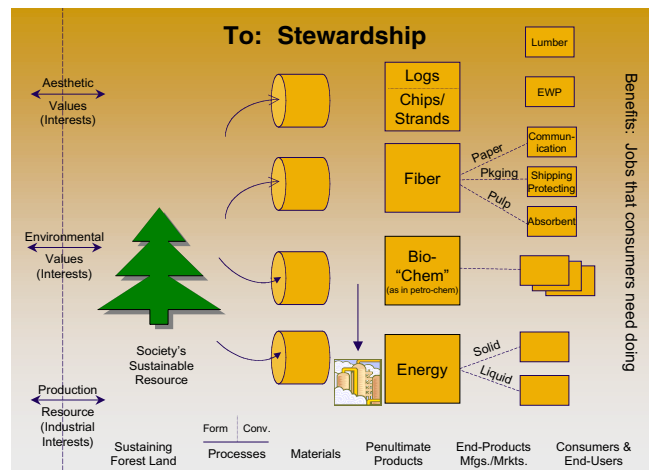 To: Stewardship
Aesthetic
Values
(Interests)
Environmental
Values
(Interests)
Production
Resource
(Industrial
Interests)
Society's
Sustainable
Resource
Logs
Chips/
Strands
Fiber
Bio-
“Chem”
(as in petro-chem)
Energy
Paper
Pkging
Pulp
Solid
Liquid
Lumber
EWP
Commun-
ication
Shipping
Protecting
Absorbent
Benefits: Jobs that consumers need doing
Sustaining
Forest Land
Form Conv.
Processes
Materials
Penultimate
Products
End-Products
Mfgs./Mrkts.
Consumers &
End-Users